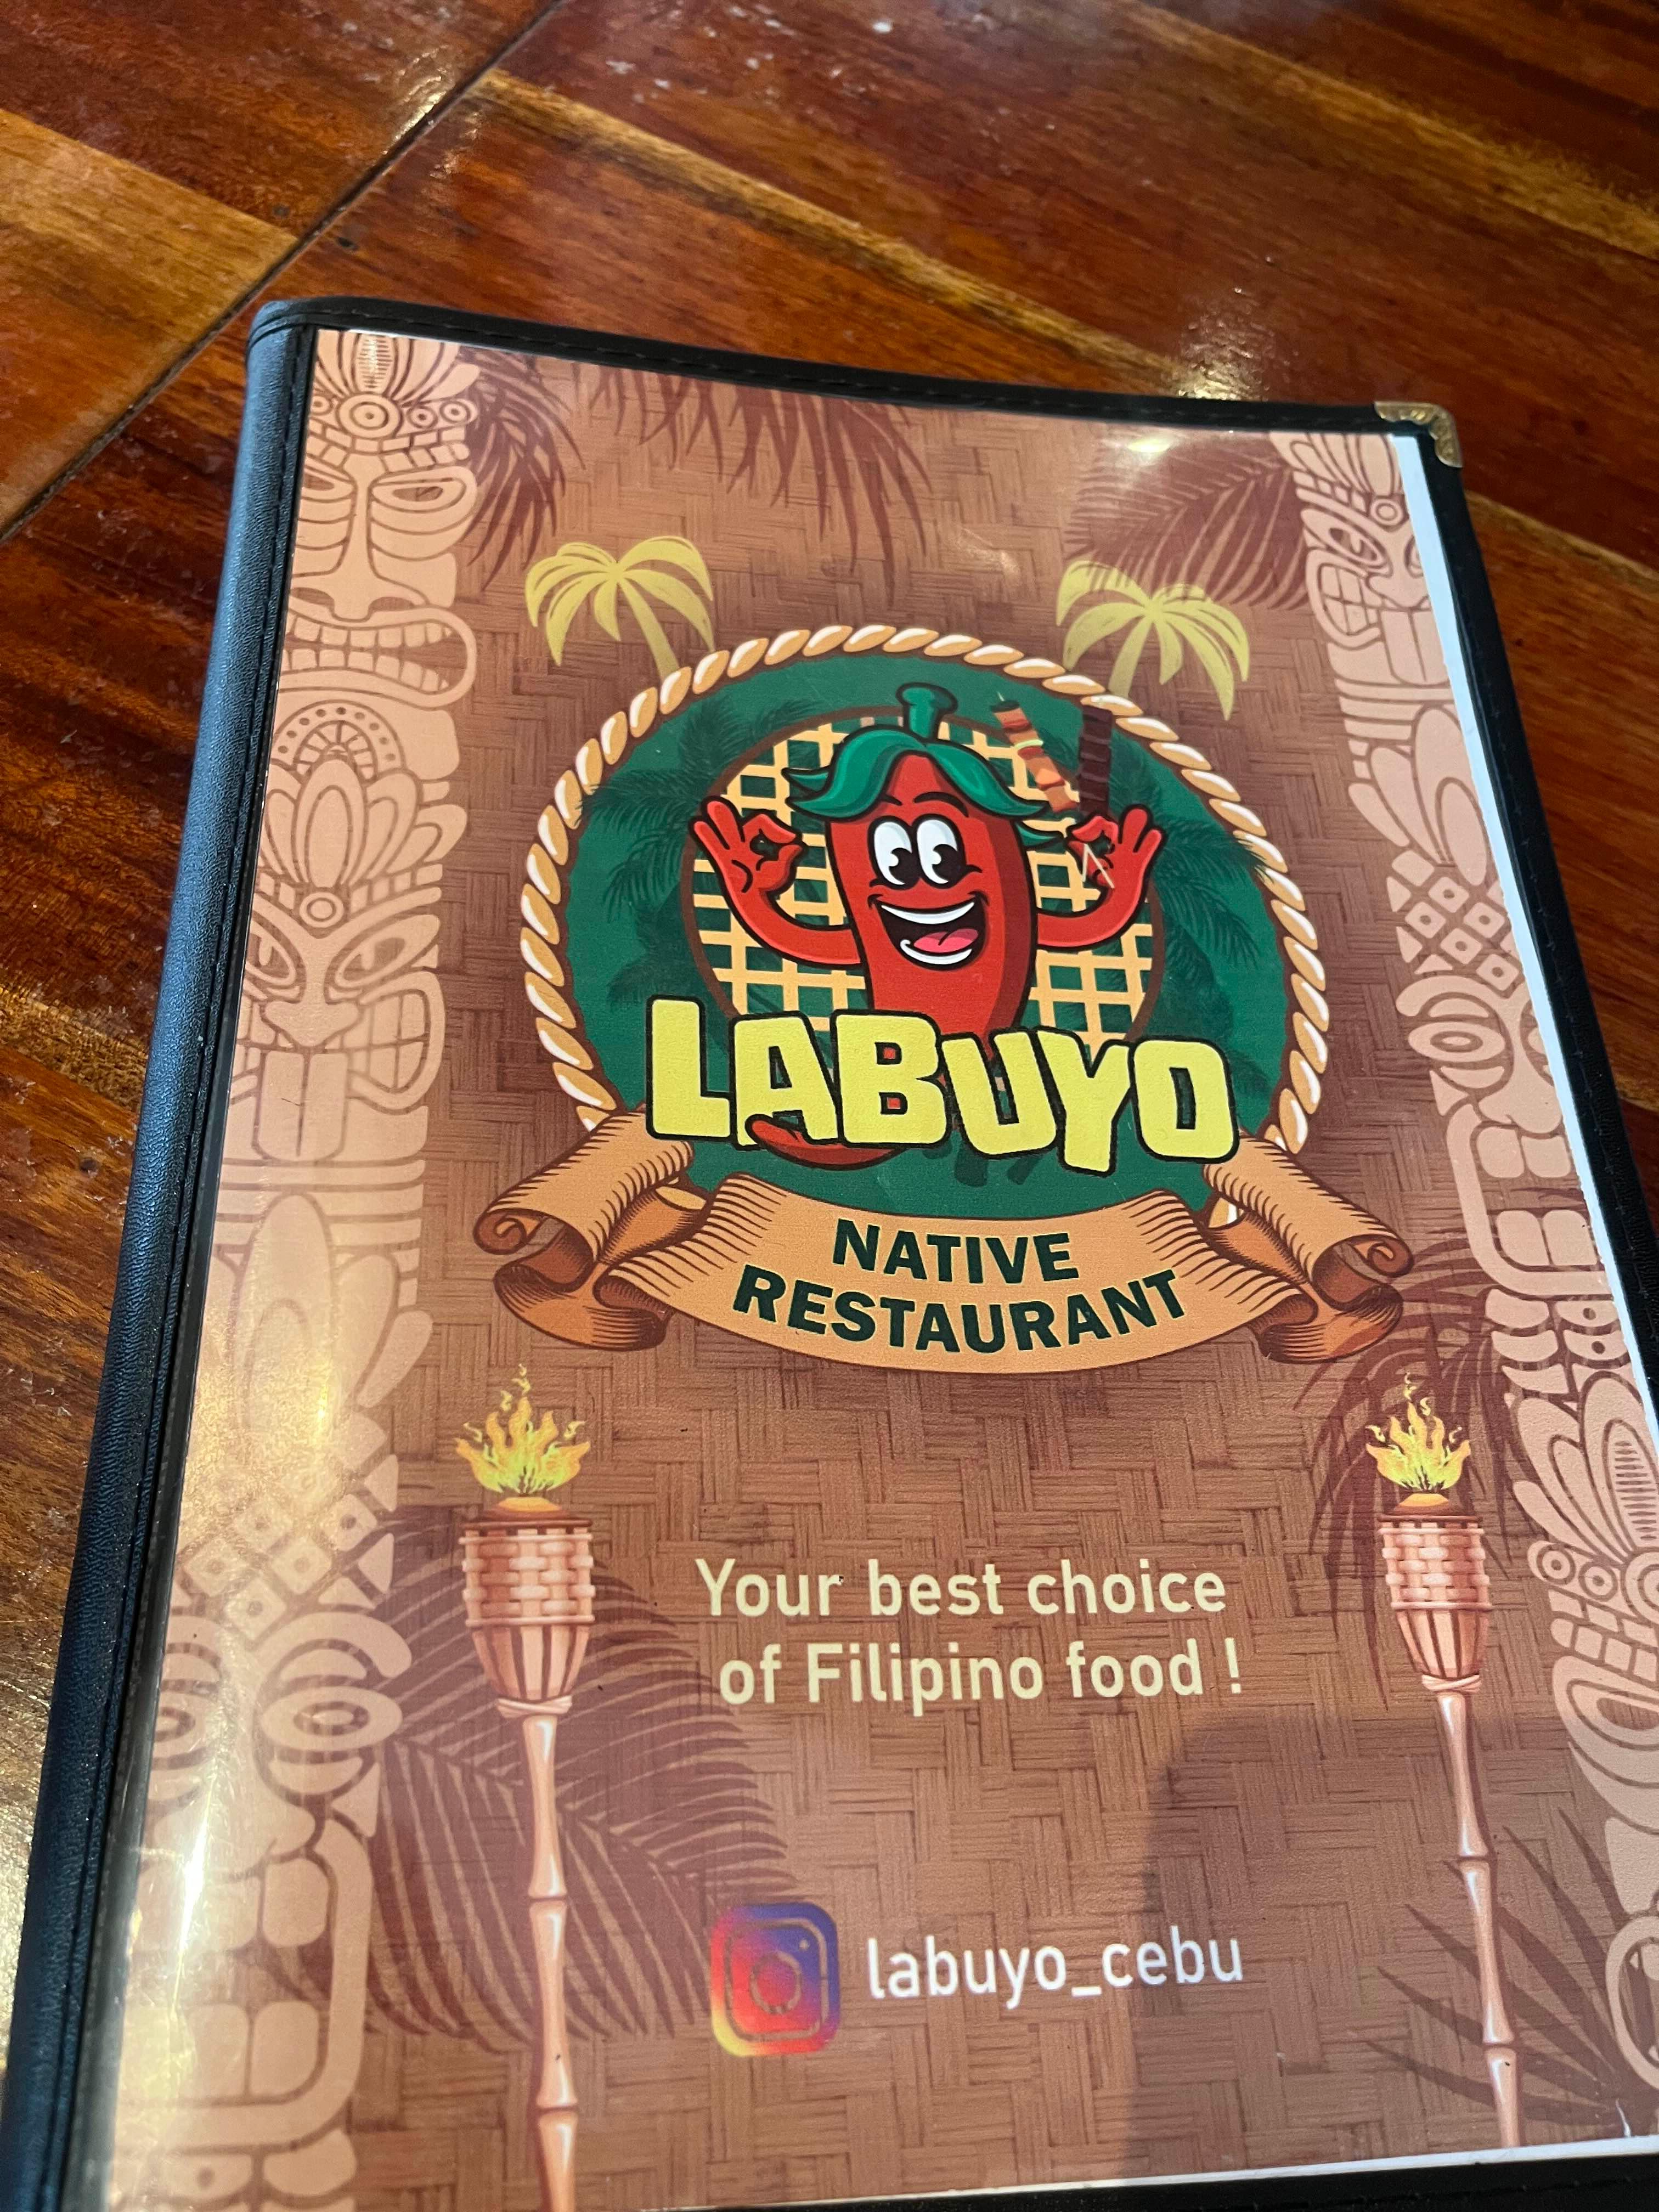 LABUYO
NATIVE
RESTAURANT
Your best choice
of Filipino food !
labuyo_cebu